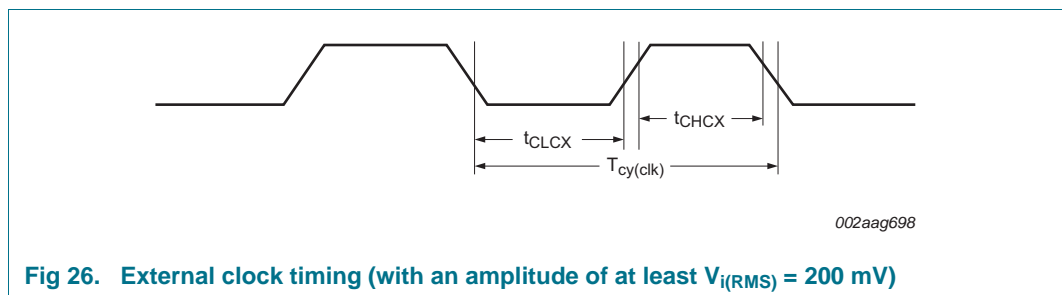 tCHCX
tCLCX
Tcy(clk)
002aag698
Fig 26. External clock timing (with an amplitude of at least Vi(RMS) = 200 mV)